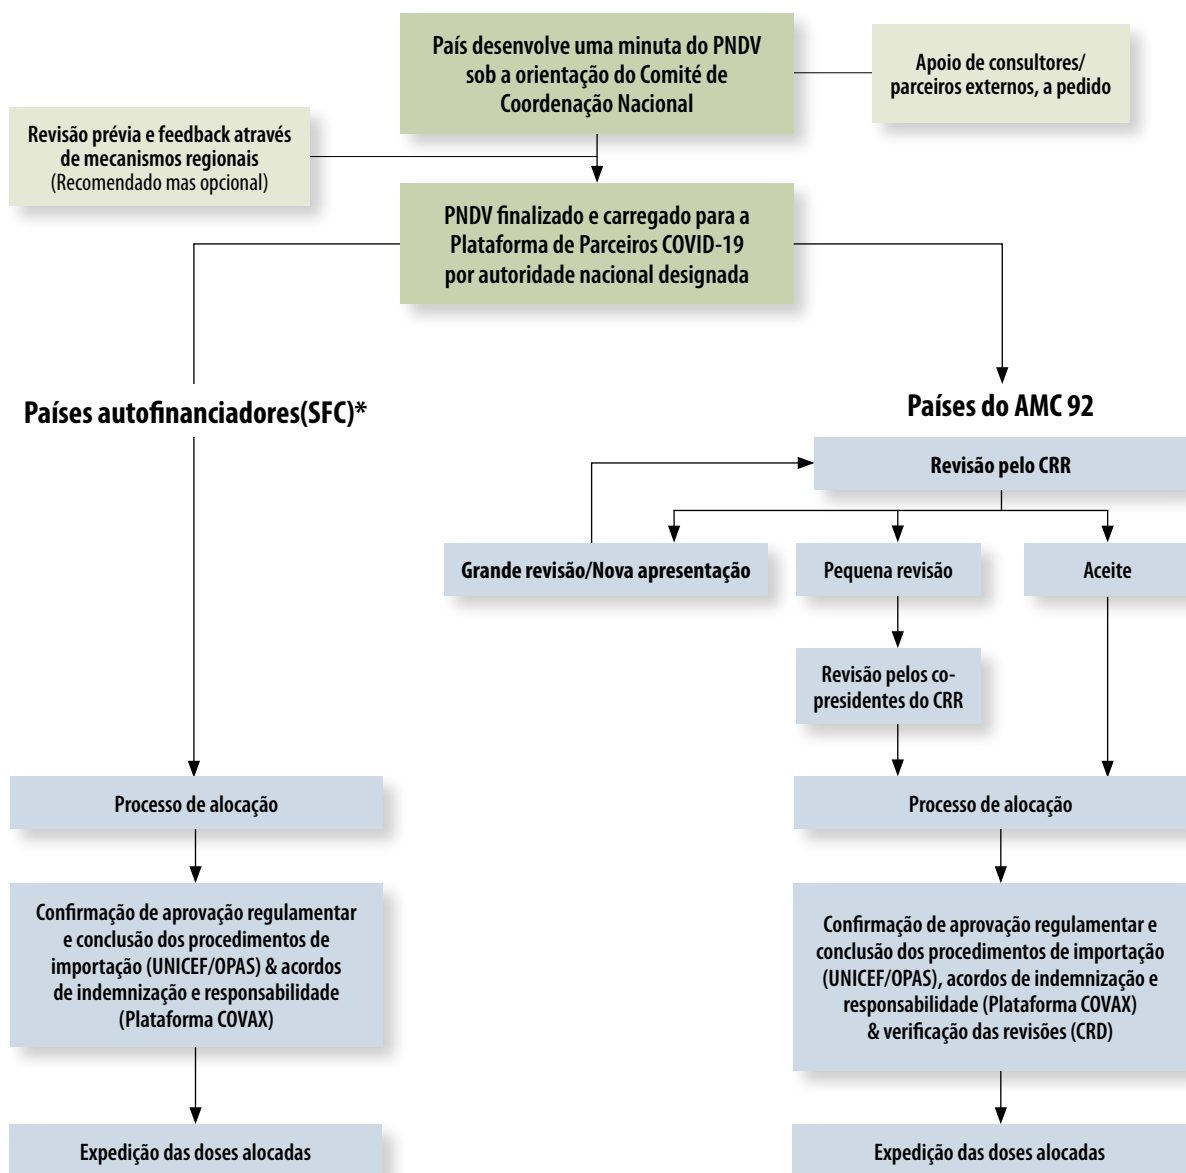 País desenvolve uma minuta do PNDV
sob a orientação do Comité de
Coordenação Nacional
Apoio de consultores/
parceiros externos, a pedido
Revisão prévia e feedback através
de mecanismos regionais
(Recomendado mas opcional)
PNDV finalizado e carregado para a
Plataforma de Parceiros COVID-19
por autoridade nacional designada
Países autofinanciadores(SFC)*
Países do AMC 92
Revisão pelo CRR
Grande revisão/Nova apresentação
Pequena revisão
Aceite
Revisão pelos co-
presidentes do CRR
Processo de alocação
Processo de alocação
Confirmação de aprovação regulamentar
e conclusão dos procedimentos de
importação (UNICEF/OPAS) & acordos
de indemnização e responsabilidade
(Plataforma COVAX)
Confirmação de aprovação regulamentar e
conclusão dos procedimentos de importação
(UNICEF/OPAS), acordos de indemnização e
responsabilidade (Plataforma COVAX)
& verificação das revisões (CRD)
Expedição das doses alocadas
Expedição das doses alocadas